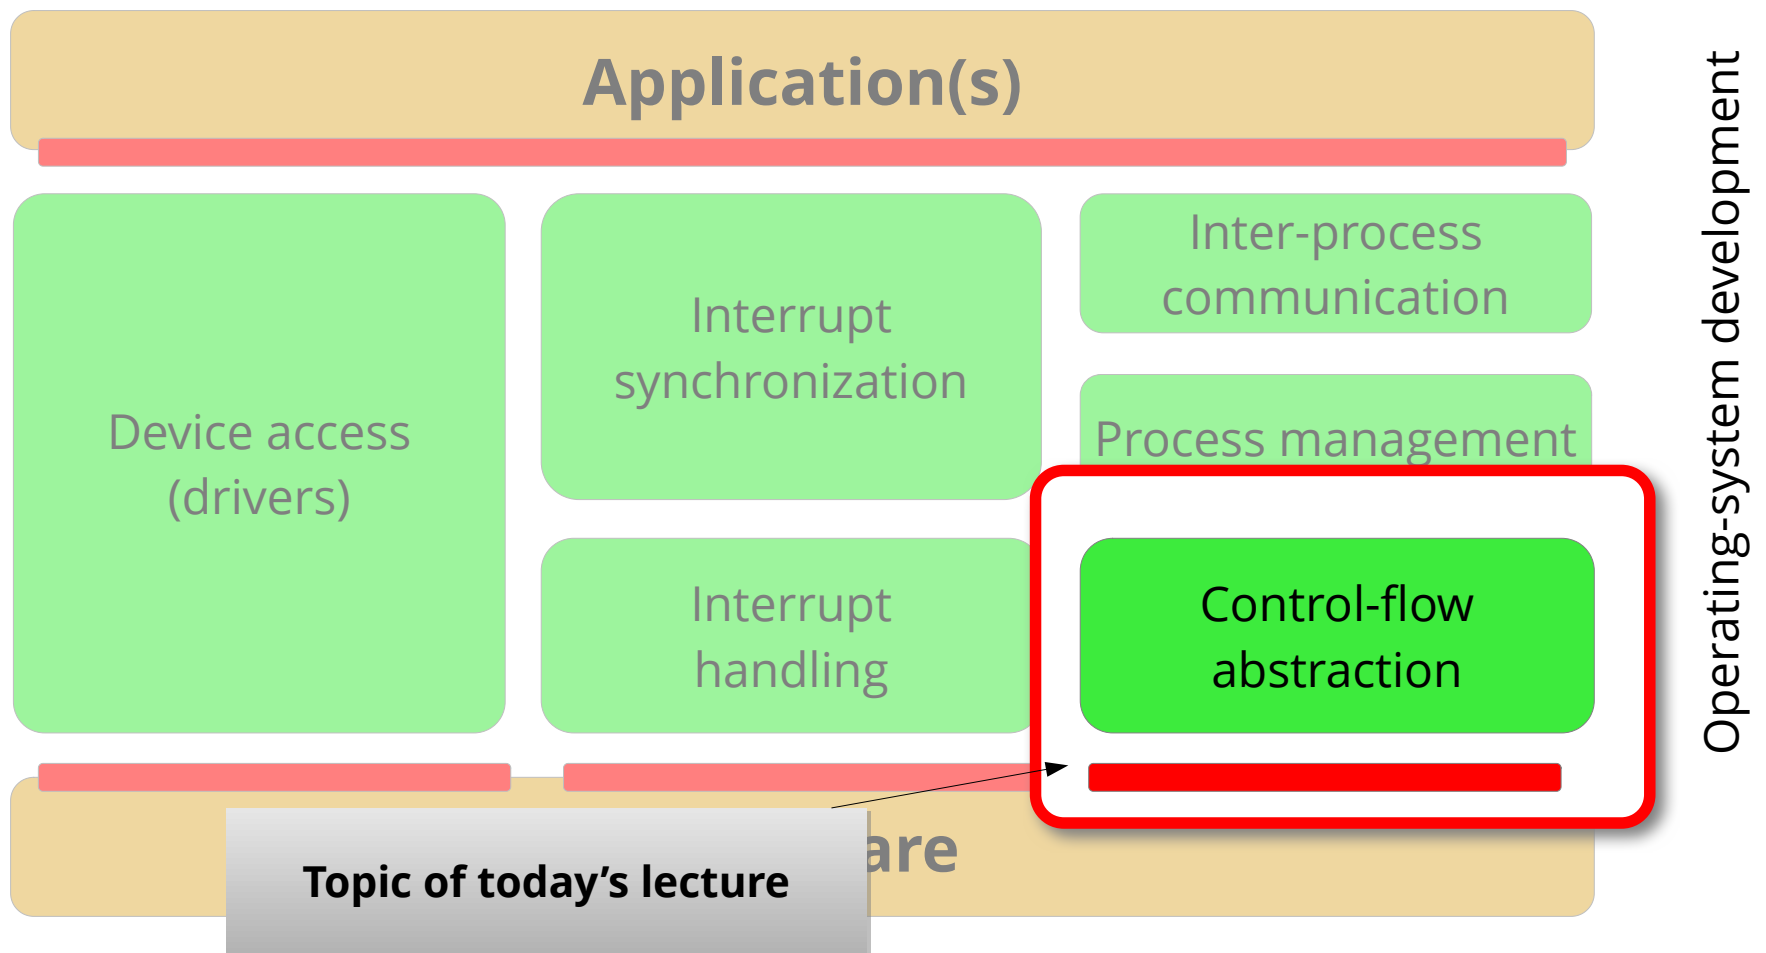 Application(s)
Device access
(drivers)
Interrupt
synchronization
Inter-process
communication
Process management
Interrupt
handling
Control-flow
abstraction
are
Topic of today’s lecture
Operating-system development